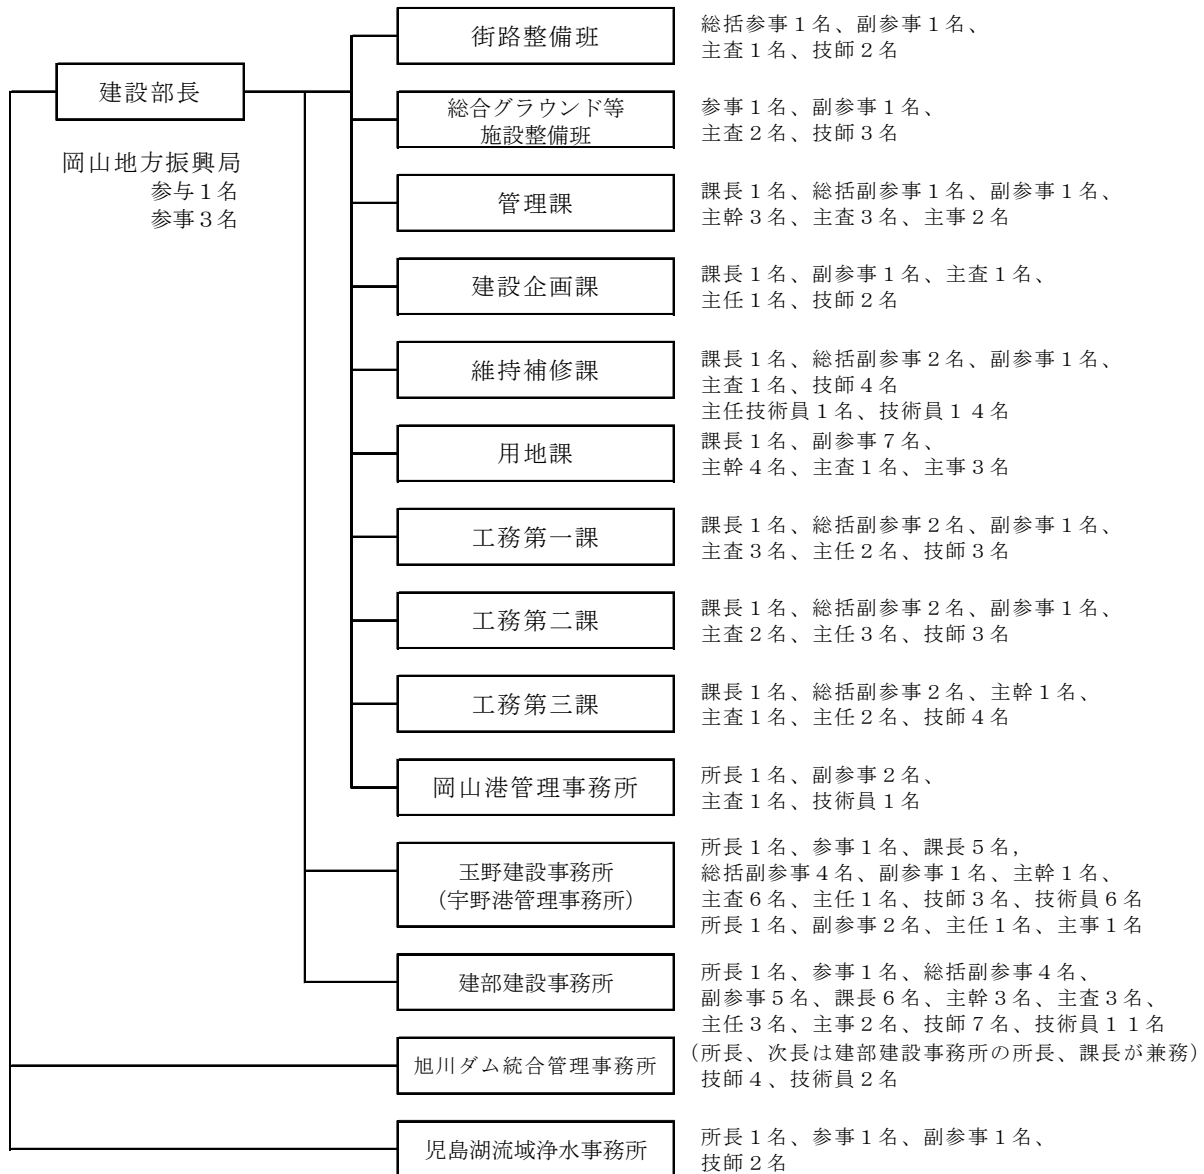 街路整備班
総括参事1名、副参事1名、
主査1名、技師2名
建設部長
岡山地方振興局
参与1名
参事3名
総合グラウンド等
施設整備班
参事1名、副参事1名、
主査2名、技師3名
管理課
課長1名、総括副参事1名、副参事1名、
主幹3名、主査3名、主事2名
建設企画課
課長1名、副参事1名、主査1名、
主任1名、技師2名
維持補修課
課長1名、総括副参事2名、副参事1名、
主査1名、技師4名
主任技術員1名、技術員14名
用地課
課長1名、副参事7名、
主幹4名、主査1名、主事3名
工務第一課
課長1名、総括副参事2名、副参事1名、
主査3名、主任2名、技師3名
工務第二課
課長1名、総括副参事2名、副参事1名、
主査2名、主任3名、技師3名
工務第三課
課長1名、総括副参事2名、主幹1名、
主査1名、主任2名、技師4名
岡山港管理事務所
所長1名、副参事2名、
主査1名、技術員1名
玉野建設事務所
(宇野港管理事務所)
所長1名、参事1名、課長5名,
総括副参事4名、副参事1名、主幹1名、
主査6名、主任1名、技師3名、技術員6名
所長1名、副参事2名、主任1名、主事1名
建部建設事務所
所長1名、参事1名、総括副参事4名、
副参事5名、課長6名、主幹3名、主査3名、
主任3名、主事2名、技師7名、技術員11名
旭川ダム統合管理事務所
(所長、次長は建部建設事務所の所長、課長が兼務)
技師4、技術員2名
児島湖流域浄水事務所
所長1名、参事1名、副参事1名、
技師2名